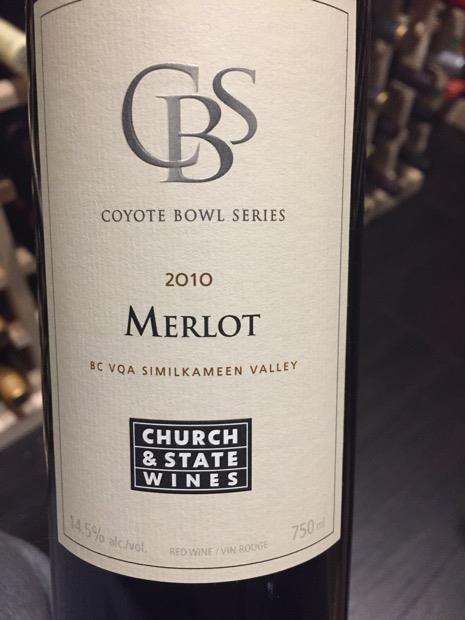 CBS
COYOTE BOWL SERIES
2010
MERLOT
BC VQA SIMILKAMEEN VALLEY
CHURCH
& STATE
WINES
14.5% alc./vol.
RED WINE / VIN ROUGE
750 ml